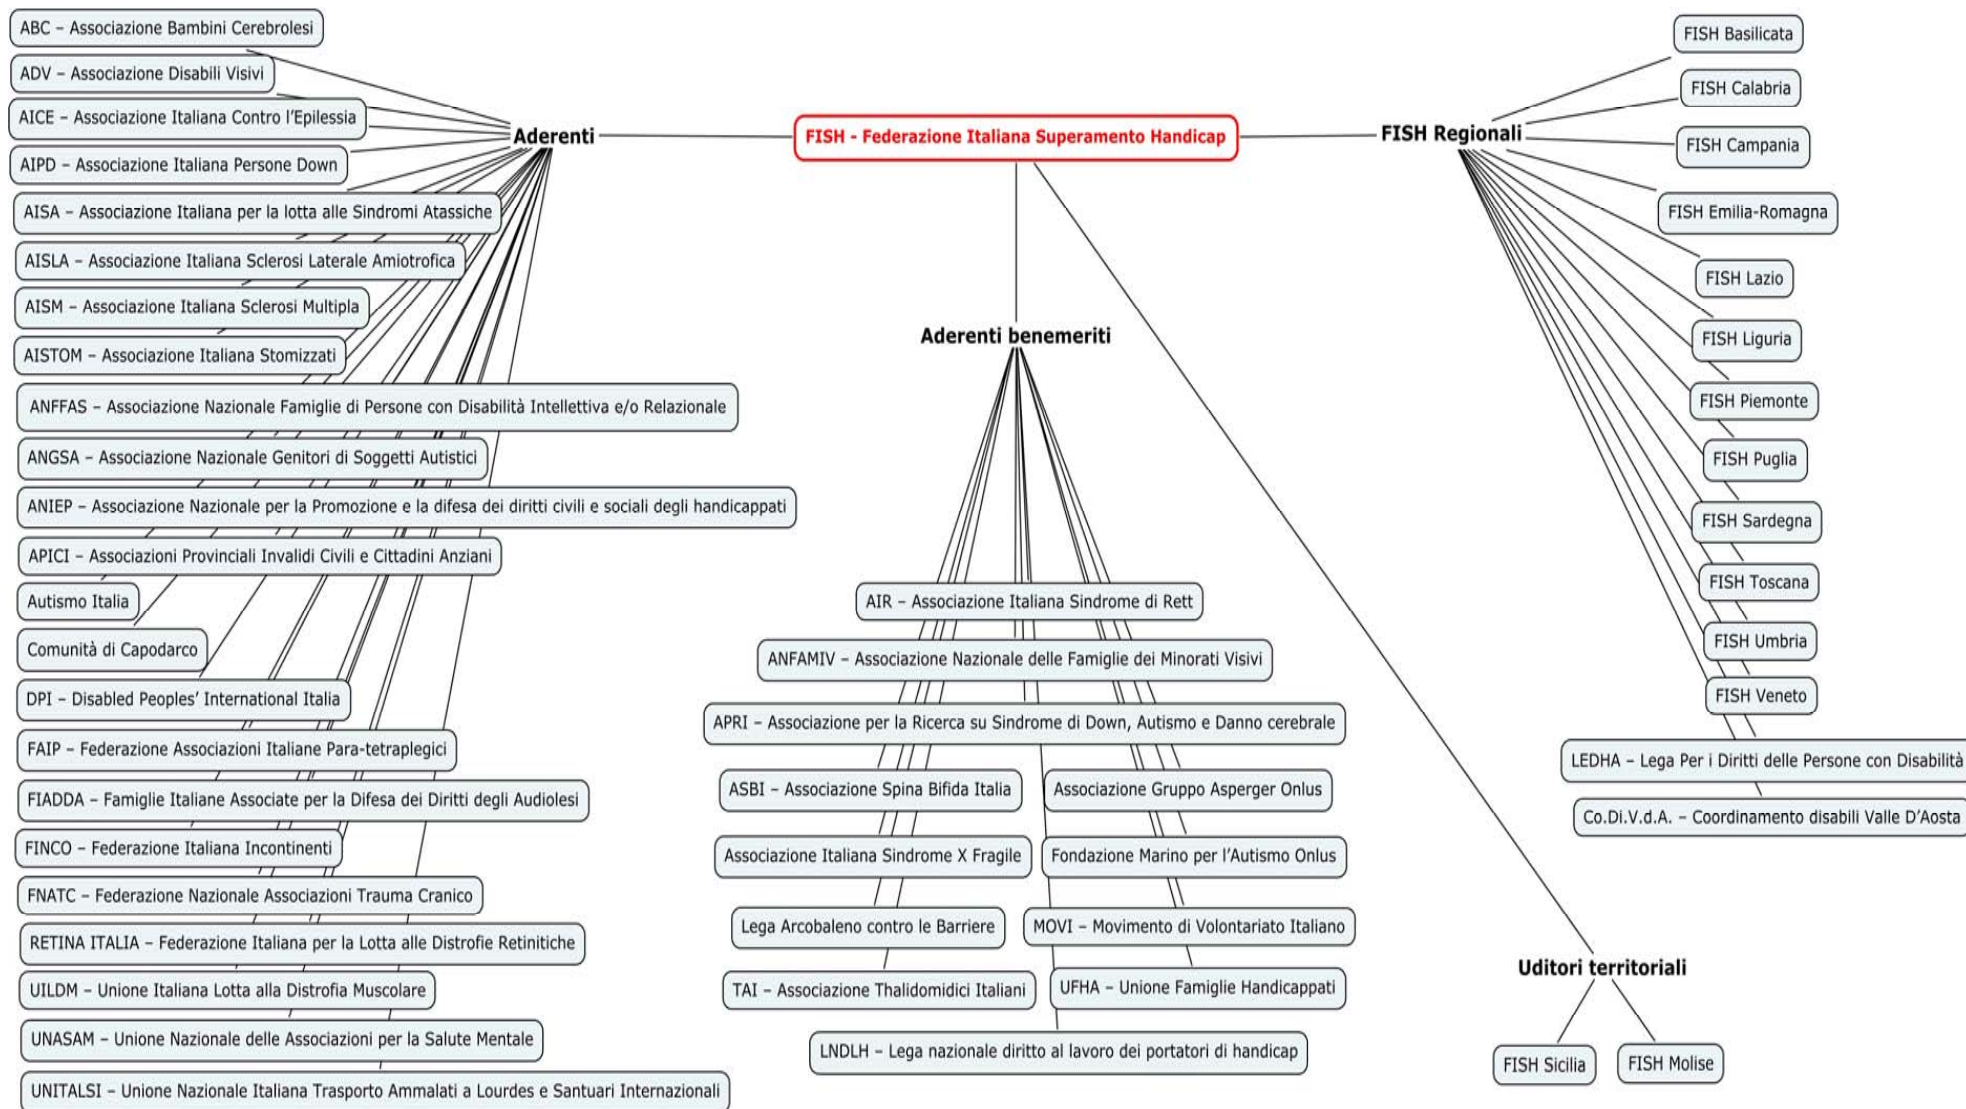 ABC – Associazione Bambini Cerebrolesi
ADV – Associazione Disabili Visivi
AICE – Associazione Italiana Contro l'Epilessia
AIPD – Associazione Italiana Persone Down
AISA – Associazione Italiana per la lotta alle Sindromi Atassiche
AISLA – Associazione Italiana Sclerosi Laterale Amiotrofica
AISM – Associazione Italiana Sclerosi Multipla
AISTOM – Associazione Italiana Stomizzati
ANFFAS – Associazione Nazionale Famiglie di Persone con Disabilità Intellettiva e/o Relazionale
ANGSA – Associazione Nazionale Genitori di Soggetti Autistici
ANIEP – Associazione Nazionale per la Promozione e la difesa dei diritti civili e sociali degli handicappati
APICI – Associazioni Provinciali Invalidi Civili e Cittadini Anziani
Autismo Italia
Comunità di Capodarco
DPI – Disabled Peoples' International Italia
FAIP – Federazione Associazioni Italiane Para-tetraplegici
FIADDA – Famiglie Italiane Associate per la Difesa dei Diritti degli Audiolesi
FINCO – Federazione Italiana Incontinenti
FNATC – Federazione Nazionale Associazioni Trauma Cranico
RETINA ITALIA – Federazione Italiana per la Lotta alle Distrofie Retinitiche
UILDM – Unione Italiana Lotta alla Distrofia Muscolare
UNASAM – Unione Nazionale delle Associazioni per la Salute Mentale
UNITALSI – Unione Nazionale Italiana Trasporto Ammalati a Lourdes e Santuari Internazionali
Aderenti
FISH - Federazione Italiana Superamento Handicap
Aderenti benemeriti
AIR – Associazione Italiana Sindrome di Rett
ANFAMIV – Associazione Nazionale delle Famiglie dei Minorati Visivi
APRI – Associazione per la Ricerca su Sindrome di Down, Autismo e Danno cerebrale
ASBI – Associazione Spina Bifida Italia
Associazione Gruppo Asperger Onlus
Associazione Italiana Sindrome X Fragile
Fondazione Marino per l'Autismo Onlus
Lega Arcobaleno contro le Barriere
MOVI – Movimento di Volontariato Italiano
TAI – Associazione Thalidomidici Italiani
UFHA – Unione Famiglie Handicappati
LNDLH – Lega nazionale diritto al lavoro dei portatori di handicap
FISH Regionali
FISH Basilicata
FISH Calabria
FISH Campania
FISH Emilia-Romagna
FISH Lazio
FISH Liguria
FISH Piemonte
FISH Puglia
FISH Sardegna
FISH Toscana
FISH Umbria
FISH Veneto
LEDHA – Lega Per i Diritti delle Persone con Disabilità
Co.Di.V.d.A. – Coordinamento disabili Valle D'Aosta
Uditori territoriali
FISH Sicilia
FISH Molise